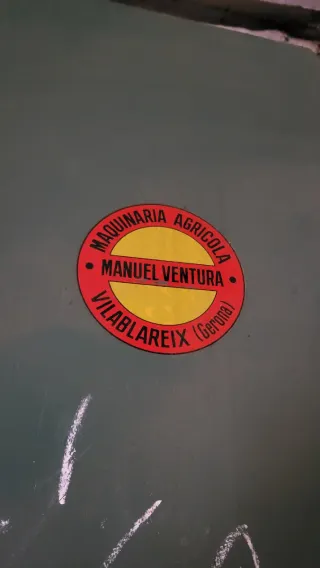 MAQUINARIA AGRICOLA
• MANUEL VENTURA •
VILABLAREIX (Gerona)